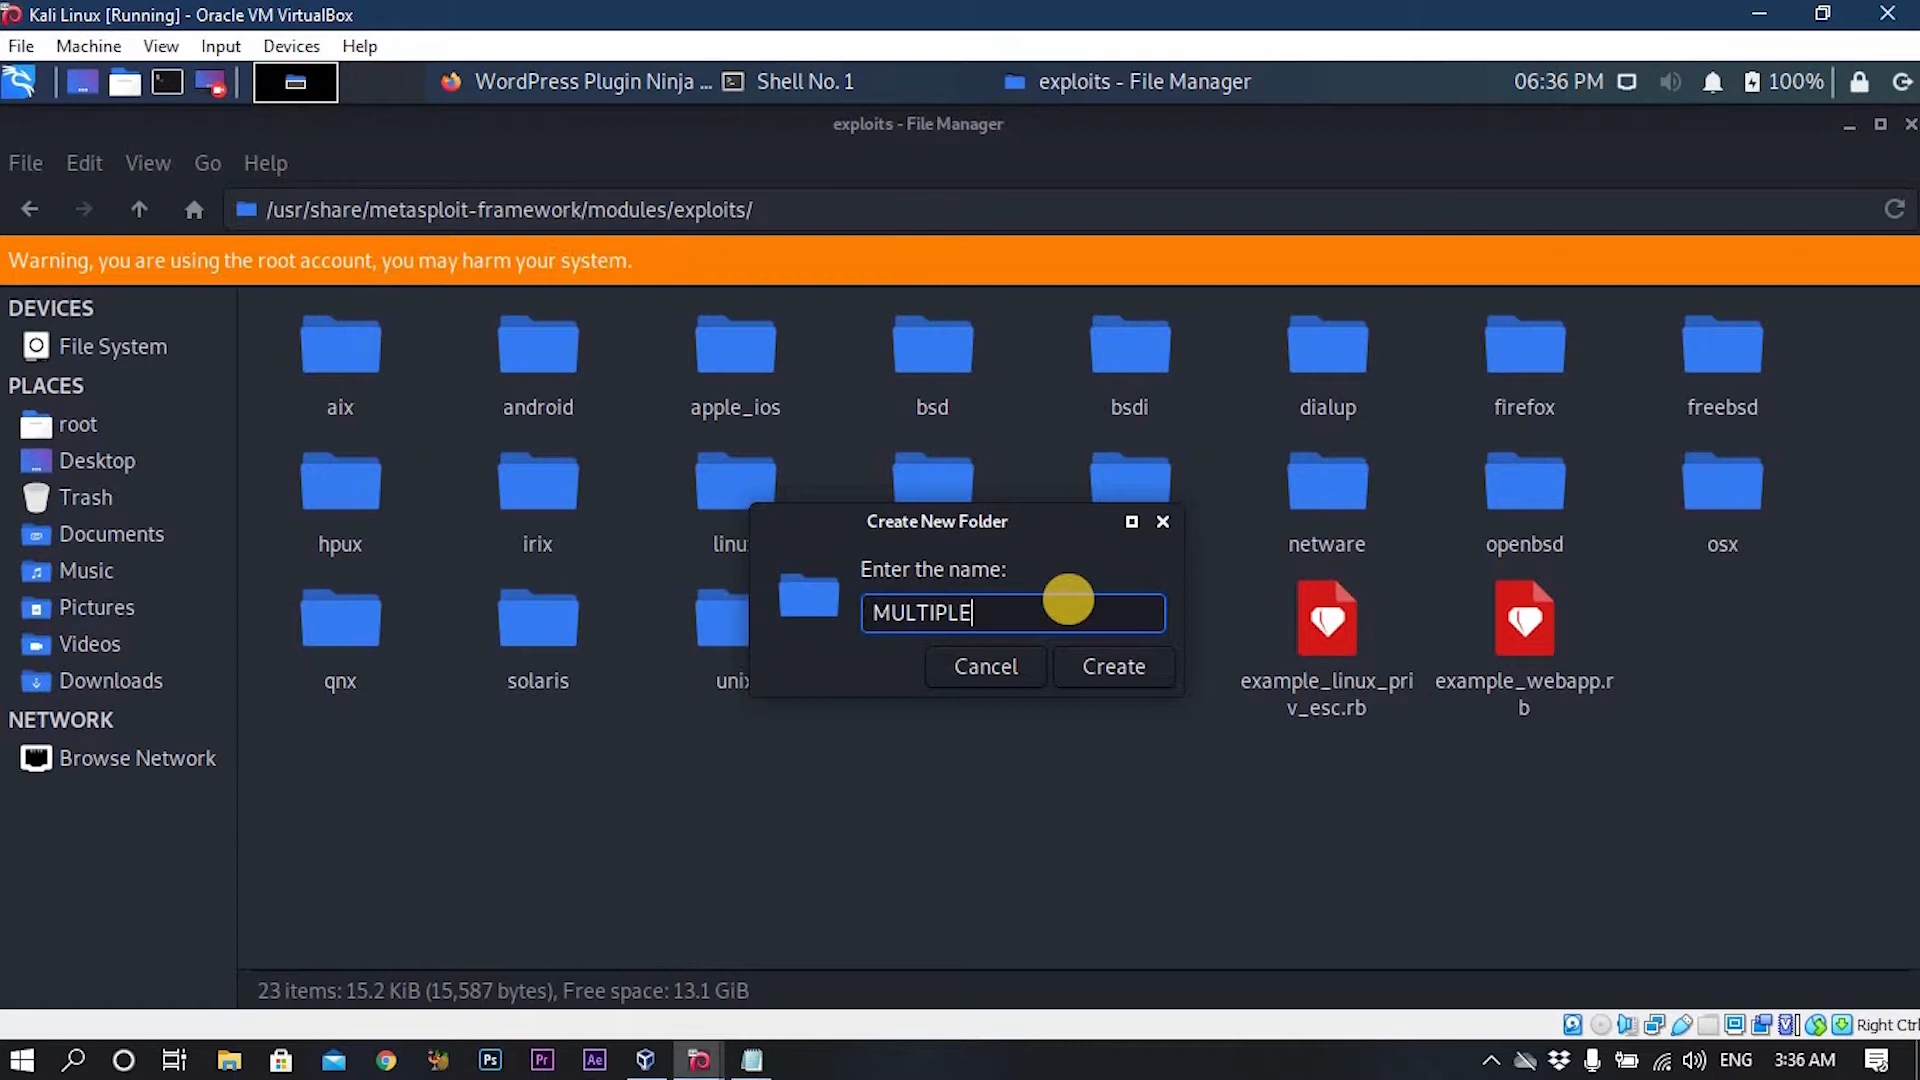 Kali Linux [Running] - Oracle VM VirtualBox
File Machine View Input Devices Help
WordPress Plugin Ninja ... Shell No. 1 exploits - File Manager 06:36 PM 100%
exploits - File Manager
File Edit View Go Help
/usr/share/metasploit-framework/modules/exploits/
Warning, you are using the root account, you may harm your system.
DEVICES
File System
PLACES
root
Desktop
Trash
Documents
Music
Pictures
Videos
Downloads
NETWORK
Browse Network
aix android apple_ios bsd bsdi dialup firefox freebsd
hpux irix linu netware openbsd osx
qnx solaris unix example_linux_pri example_webapp.r
v_esc.rb b
Create New Folder
Enter the name:
MULTIPLE
Cancel Create
23 items: 15.2 KiB (15,587 bytes), Free space: 13.1 GiB
Right Ctrl
Ps Pr Ae ENG 3:36 AM